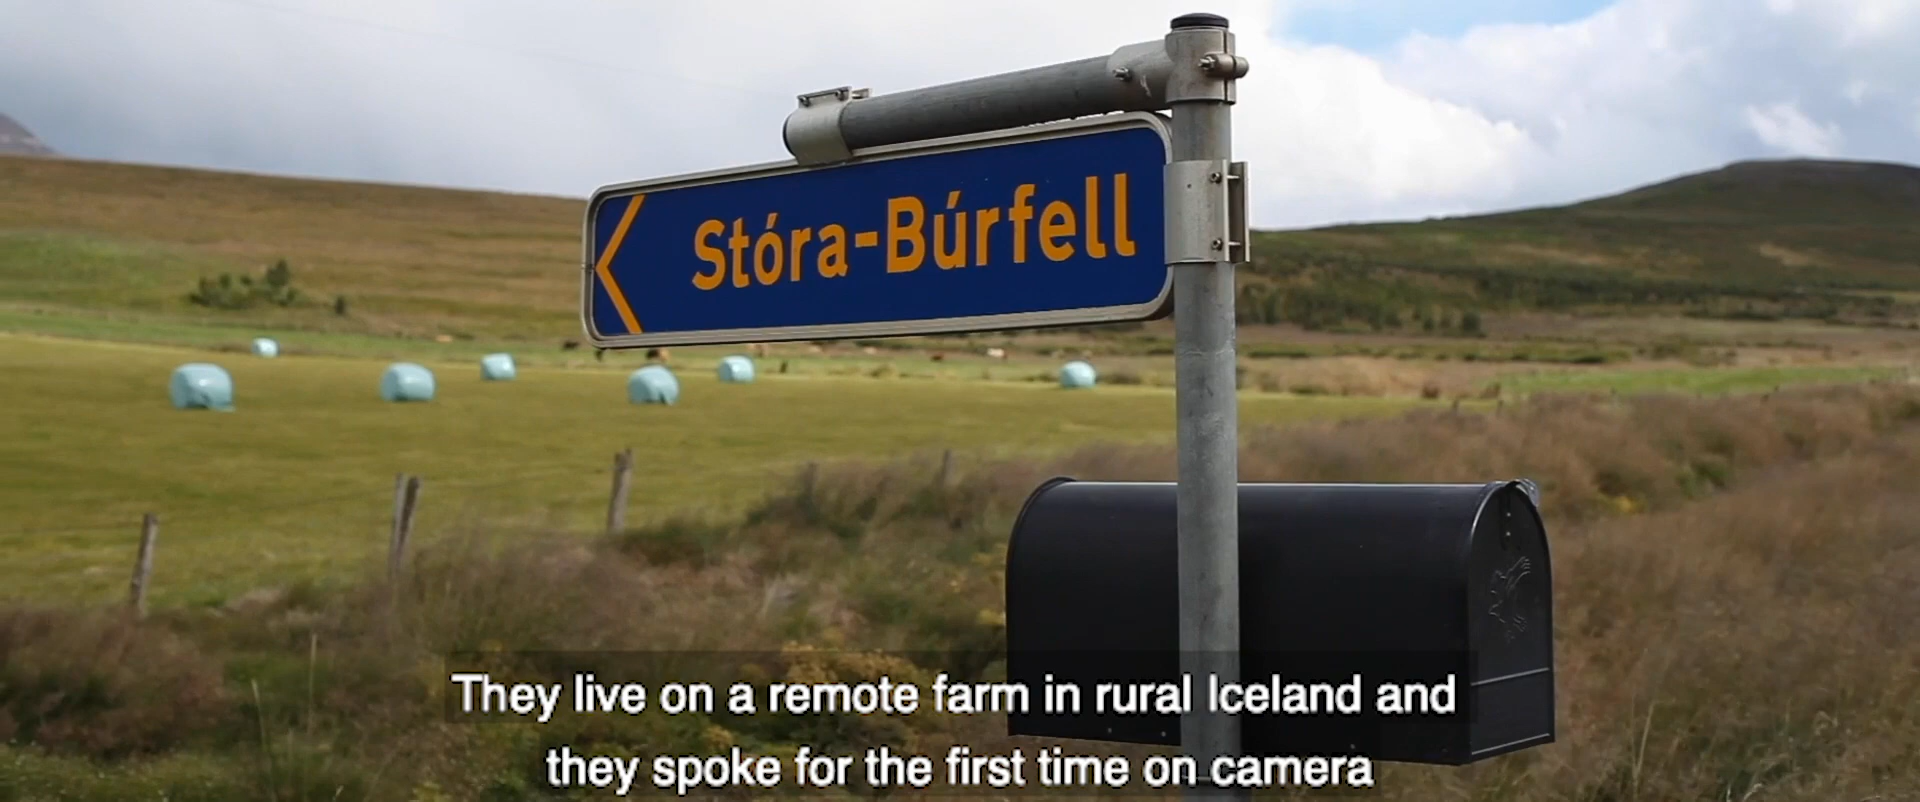 Stóra-Búrfell
They live on a remote farm in rural Iceland and
they spoke for the first time on camera